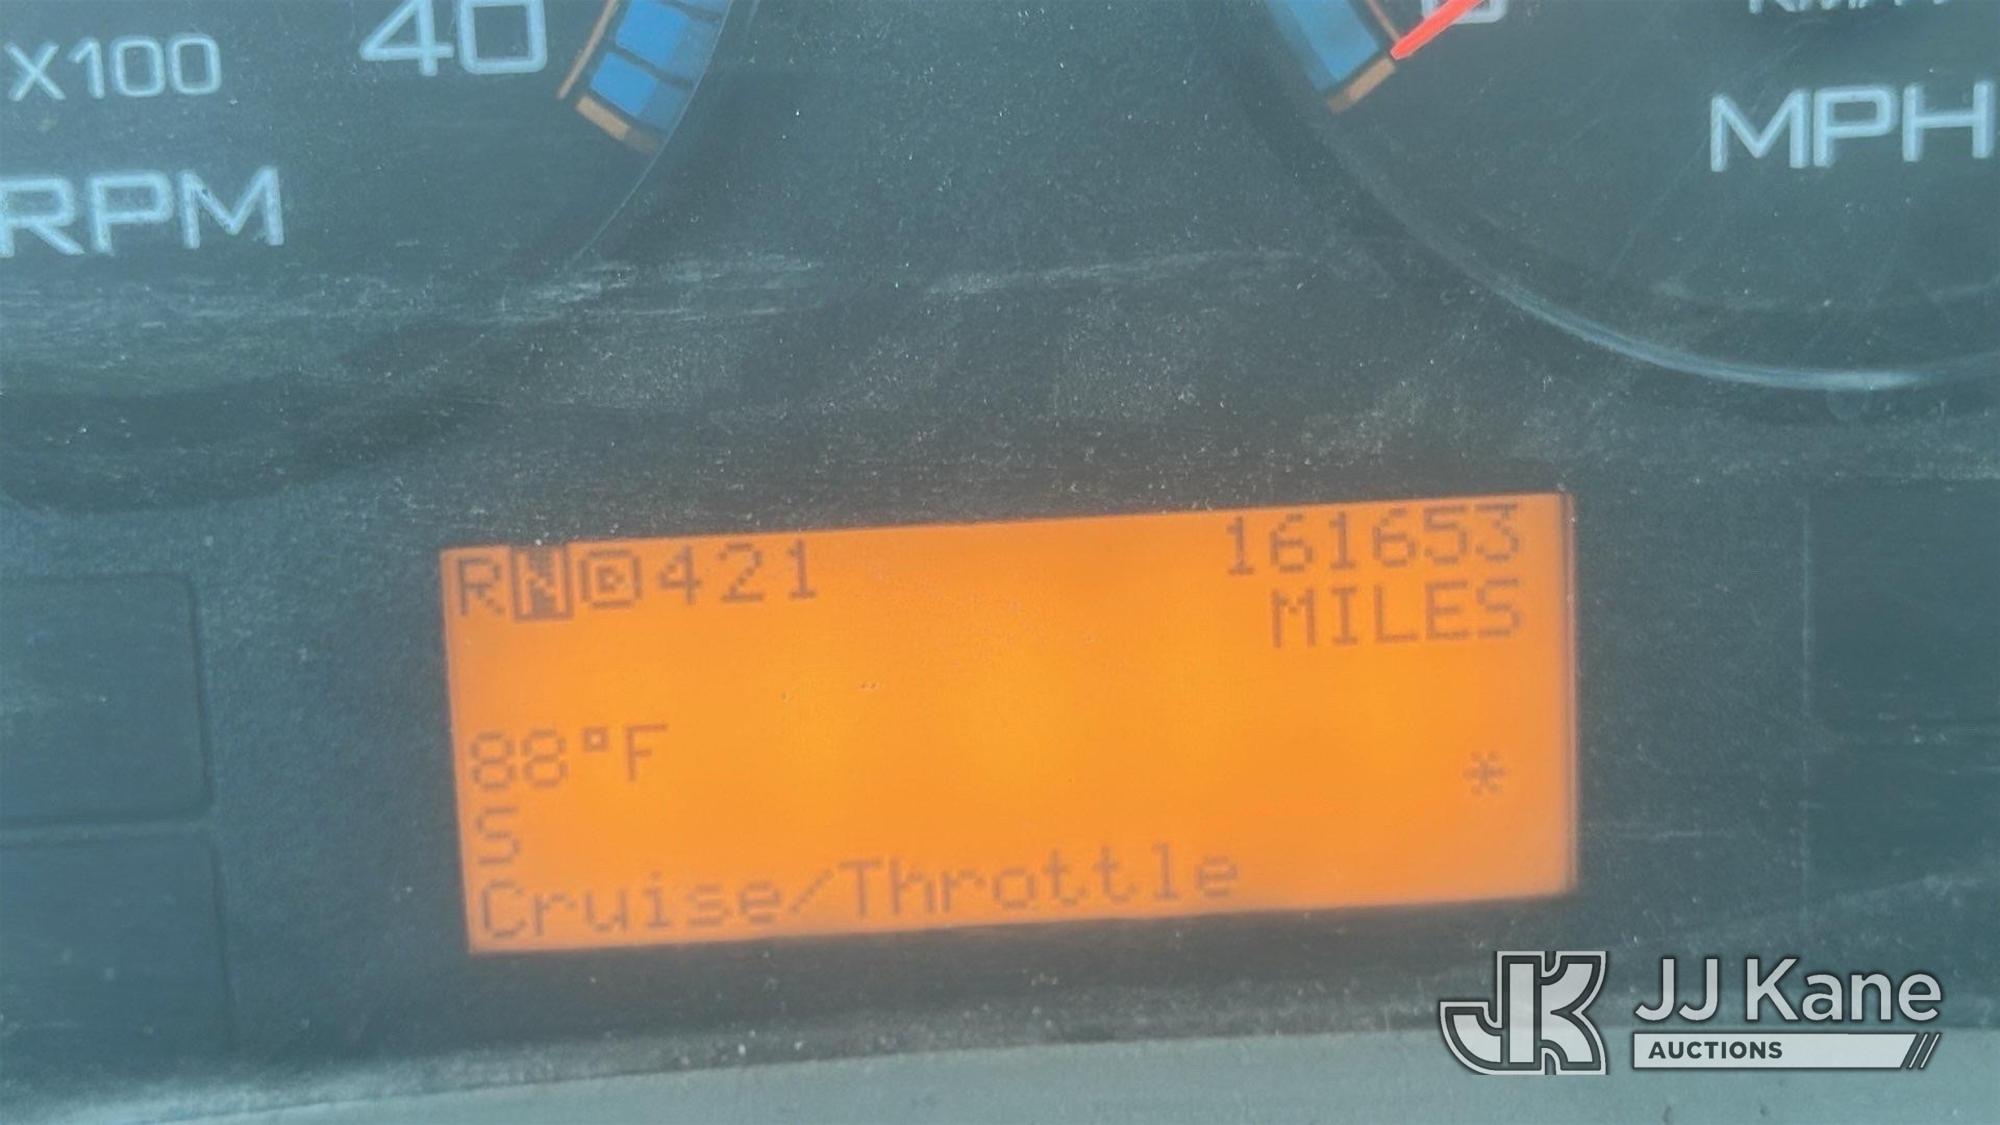 X100
40
RPM
MPH
RND421
161653
MILES
88°F
*
S
Cruise/Throttle
JJ Kane
AUCTIONS